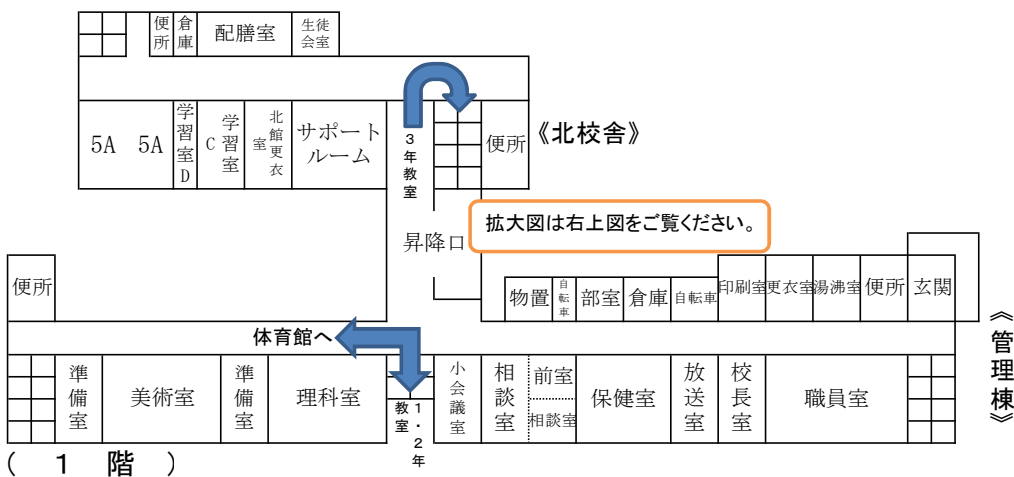 便所
倉庫
配膳室
生徒会室
5A
5A
学習室D
学習室C
北館更衣室
サポートルーム
3年教室
便所
《北校舎》
昇降口
拡大図は右上図をご覧ください。
便所
物置
自転車
部室
倉庫
自転車
印刷室
更衣室
湯沸室
便所
玄関
体育館へ
《管理棟》
準備室
美術室
準備室
理科室
1・2年教室
小会議室
相談室
前室
相談室
保健室
放送室
校長室
職員室
( 1 階 )